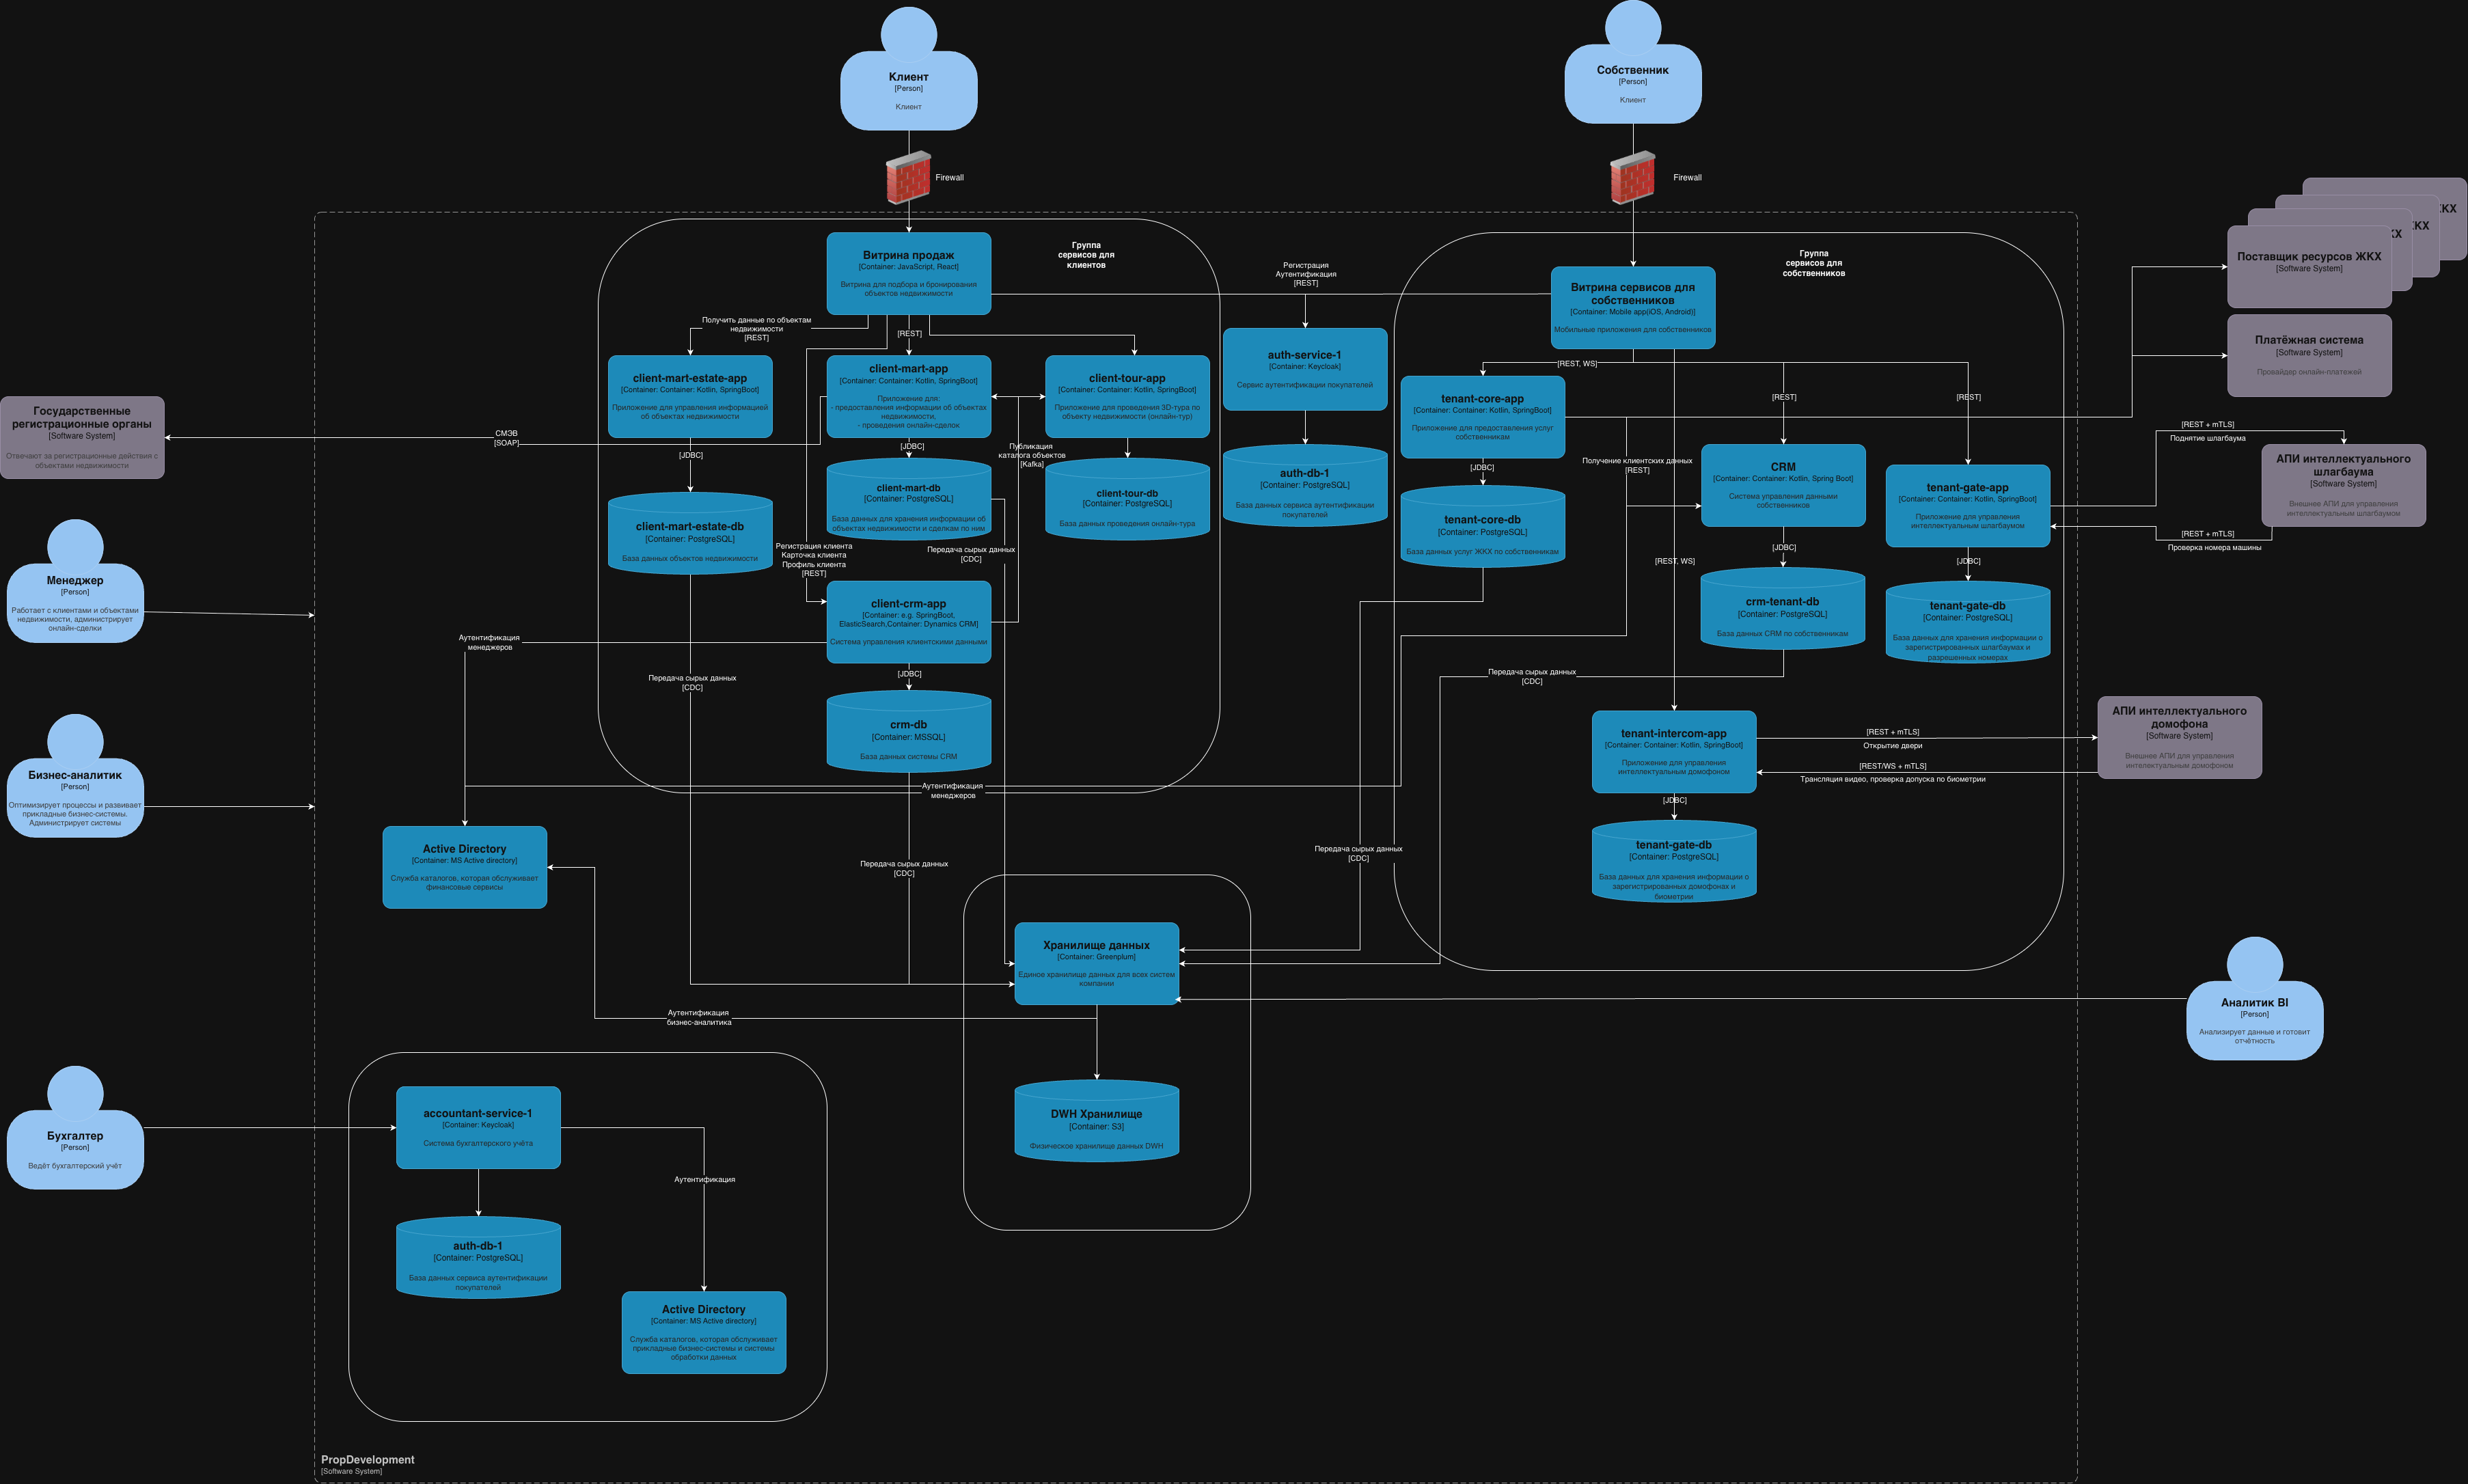 Клиент
[Person]
Клиент
Firewall
Собственник
[Person]
Клиент
Firewall
Группа
сервисов для
клиентов
Витрина продаж
[Container: JavaScript, React]
Витрина для подбора и бронирования
объектов недвижимости
Получить данные по объектам
недвижимости
[REST]
[REST]
client-mart-estate-app
[Container: Container: Kotlin, SpringBoot]
Приложение для управления информацией
об объектах недвижимости
[JDBC]
client-mart-estate-db
[Container: PostgreSQL]
База данных объектов недвижимости
client-mart-app
[Container: Container: Kotlin, SpringBoot]
Приложение для:
- предоставления информации об объектах
недвижимости,
- проведения онлайн-сделок
[JDBC]
client-mart-db
[Container: PostgreSQL]
База данных для хранения информации об
объектах недвижимости и сделкам по ним
client-tour-app
[Container: Container: Kotlin, SpringBoot]
Приложение для проведения 3D-тура по
объекту недвижимости (онлайн-тур)
Публикация
каталога объектов
[Kafka]
client-tour-db
[Container: PostgreSQL]
База данных проведения онлайн-тура
Регистрация клиента
Карточка клиента
Профиль клиента
[REST]
Передача сырых данных
[CDC]
client-crm-app
[Container: e.g. SpringBoot,
ElasticSearch,Container: Dynamics CRM]
Система управления клиентскими данными
[JDBC]
crm-db
[Container: MSSQL]
База данных системы CRM
Регистрация
Аутентификация
[REST]
auth-service-1
[Container: Keycloak]
Сервис аутентификации покупателей
auth-db-1
[Container: PostgreSQL]
База данных сервиса аутентификации
покупателей
Группа
сервисов для
собственников
Витрина сервисов для
собственников
[Container: Mobile app(iOS, Android)]
Мобильные приложения для собственников
[REST, WS]
[REST]
[REST]
tenant-core-app
[Container: Container: Kotlin, SpringBoot]
Приложение для предоставления услуг
собственникам
[JDBC]
tenant-core-db
[Container: PostgreSQL]
База данных услуг ЖКХ по собственникам
Получение клиентских данных
[REST]
CRM
[Container: Container: Kotlin, Spring Boot]
Система управления данными
собственников
[JDBC]
crm-tenant-db
[Container: PostgreSQL]
База данных CRM по собственникам
tenant-gate-app
[Container: Container: Kotlin, SpringBoot]
Приложение для управления
интеллектуальным шлагбаумом
[JDBC]
tenant-gate-db
[Container: PostgreSQL]
База данных для хранения информации о
зарегистрированных шлагбаумах и
разрешенных номерах
[REST, WS]
tenant-intercom-app
[Container: Container: Kotlin, SpringBoot]
Приложение для управления
интеллектуальным домофоном
[JDBC]
tenant-gate-db
[Container: PostgreSQL]
База данных для хранения информации о
зарегистрированных домофонах и
биометрии
ЖКХ
ЖКХ
ЖКХ
Поставщик ресурсов ЖКХ
[Software System]
Платёжная система
[Software System]
Провайдер онлайн-платежей
[REST + mTLS]
Поднятие шлагбаума
АПИ интеллектуального
шлагбаума
[Software System]
Внешнее АПИ для управления
интеллектуальным шлагбаумом
[REST + mTLS]
Проверка номера машины
АПИ интеллектуального
домофона
[Software System]
Внешнее АПИ для управления
интеллектуальным домофоном
[REST + mTLS]
Открытие двери
[REST/WS + mTLS]
Трансляция видео, проверка допуска по биометрии
Государственные
регистрационные органы
[Software System]
Отвечают за регистрационные действия с
объектами недвижимости
СМЭВ
[SOAP]
Менеджер
[Person]
Работает с клиентами и объектами
недвижимости, администрирует
онлайн-сделки
Бизнес-аналитик
[Person]
Оптимизирует процессы и развивает
прикладные бизнес-системы.
Администрирует системы
Аутентификация
менеджеров
Передача сырых данных
[CDC]
Передача сырых данных
[CDC]
Аутентификация
менеджеров
Active Directory
[Container: MS Active directory]
Служба каталогов, которая обслуживает
финансовые сервисы
Передача сырых данных
[CDC]
Передача сырых данных
[CDC]
Хранилище данных
[Container: Greenplum]
Единое хранилище данных для всех систем
компании
Аутентификация
бизнес-аналитика
DWH Хранилище
[Container: S3]
Физическое хранилище данных DWH
Аналитик BI
[Person]
Анализирует данные и готовит
отчётность
Бухгалтер
[Person]
Ведёт бухгалтерский учёт
accountant-service-1
[Container: Keycloak]
Система бухгалтерского учёта
Аутентификация
auth-db-1
[Container: PostgreSQL]
База данных сервиса аутентификации
покупателей
Active Directory
[Container: MS Active directory]
Служба каталогов, которая обслуживает
прикладные бизнес-системы и системы
обработки данных
PropDevelopment
[Software System]